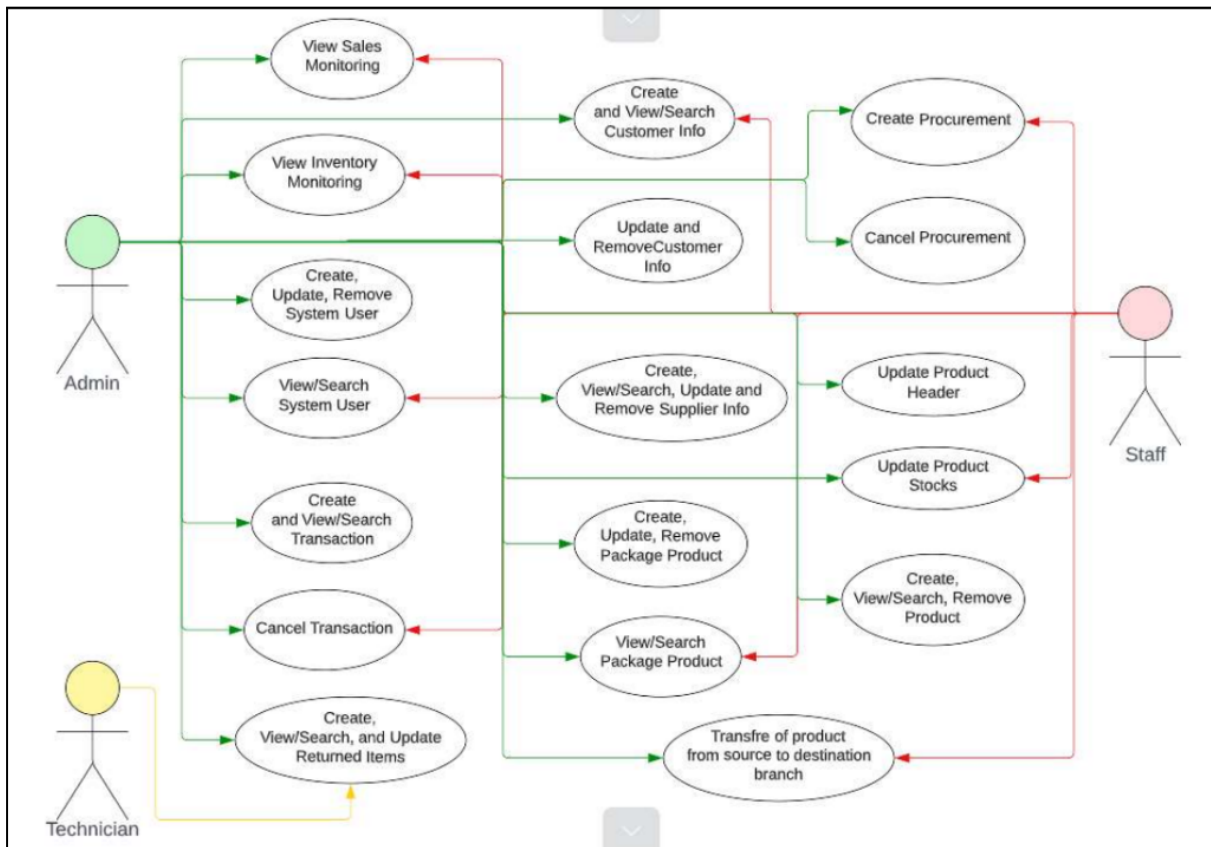 View Sales
Monitoring
Create
and View/Search
Customer Info
Create Procurement
View Inventory
Monitoring
Update and
RemoveCustomer
Info
Cancel Procurement
Admin
Create,
Update, Remove
System User
View/Search
System User
Create,
View/Search, Update and
Remove Supplier Info
Update Product
Header
Staff
Update Product
Stocks
Create
and View/Search
Transaction
Create,
Update, Remove
Package Product
Create,
View/Search, Remove
Product
Cancel Transaction
View/Search
Package Product
Create,
View/Search, and Update
Returned Items
Transfre of product
from source to destination
branch
Technician